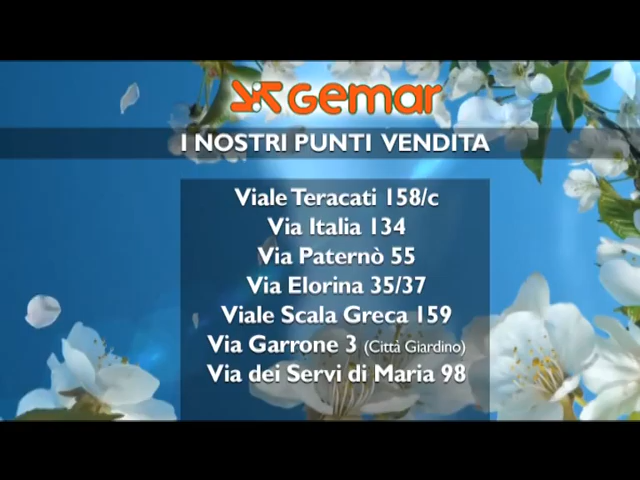 Gemar
I NOSTRI PUNTI VENDITA
Viale Teracati 158/c
Via Italia 134
Via Paternò 55
Via Elorina 35/37
Viale Scala Greca 159
Via Garrone 3 (Città Giardino)
Via dei Servi di Maria 98